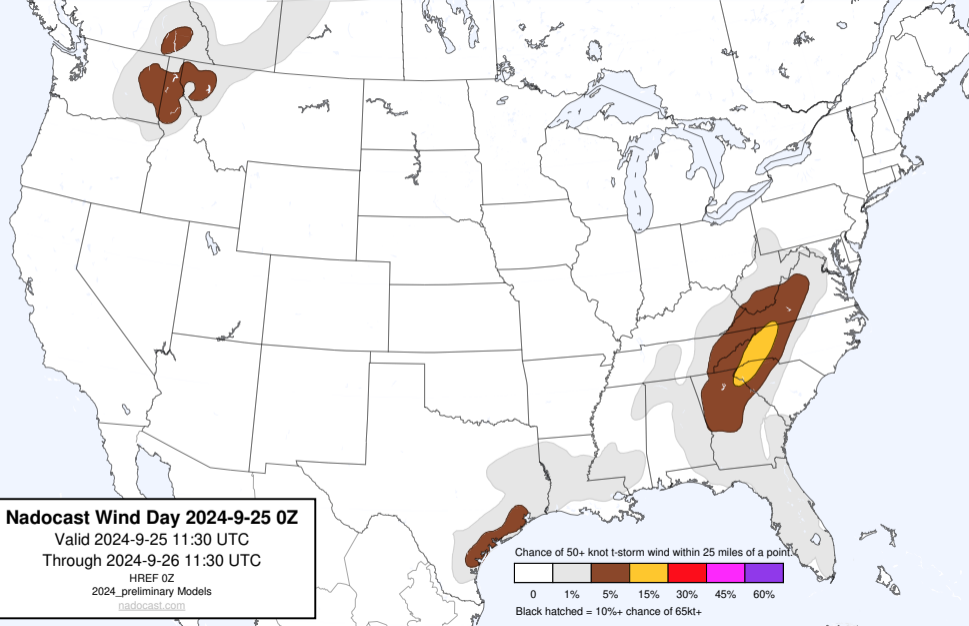 Nadocast Wind Day 2024-9-25 0Z
Valid 2024-9-25 11:30 UTC
Through 2024-9-26 11:30 UTC
HREF 0Z
2024_preliminary Models
nadocast.com
Chance of 50+ knot t-storm wind within 25 miles of a point.
0 1% 5% 15% 30% 45% 60%
Black hatched = 10%+ chance of 65kt+